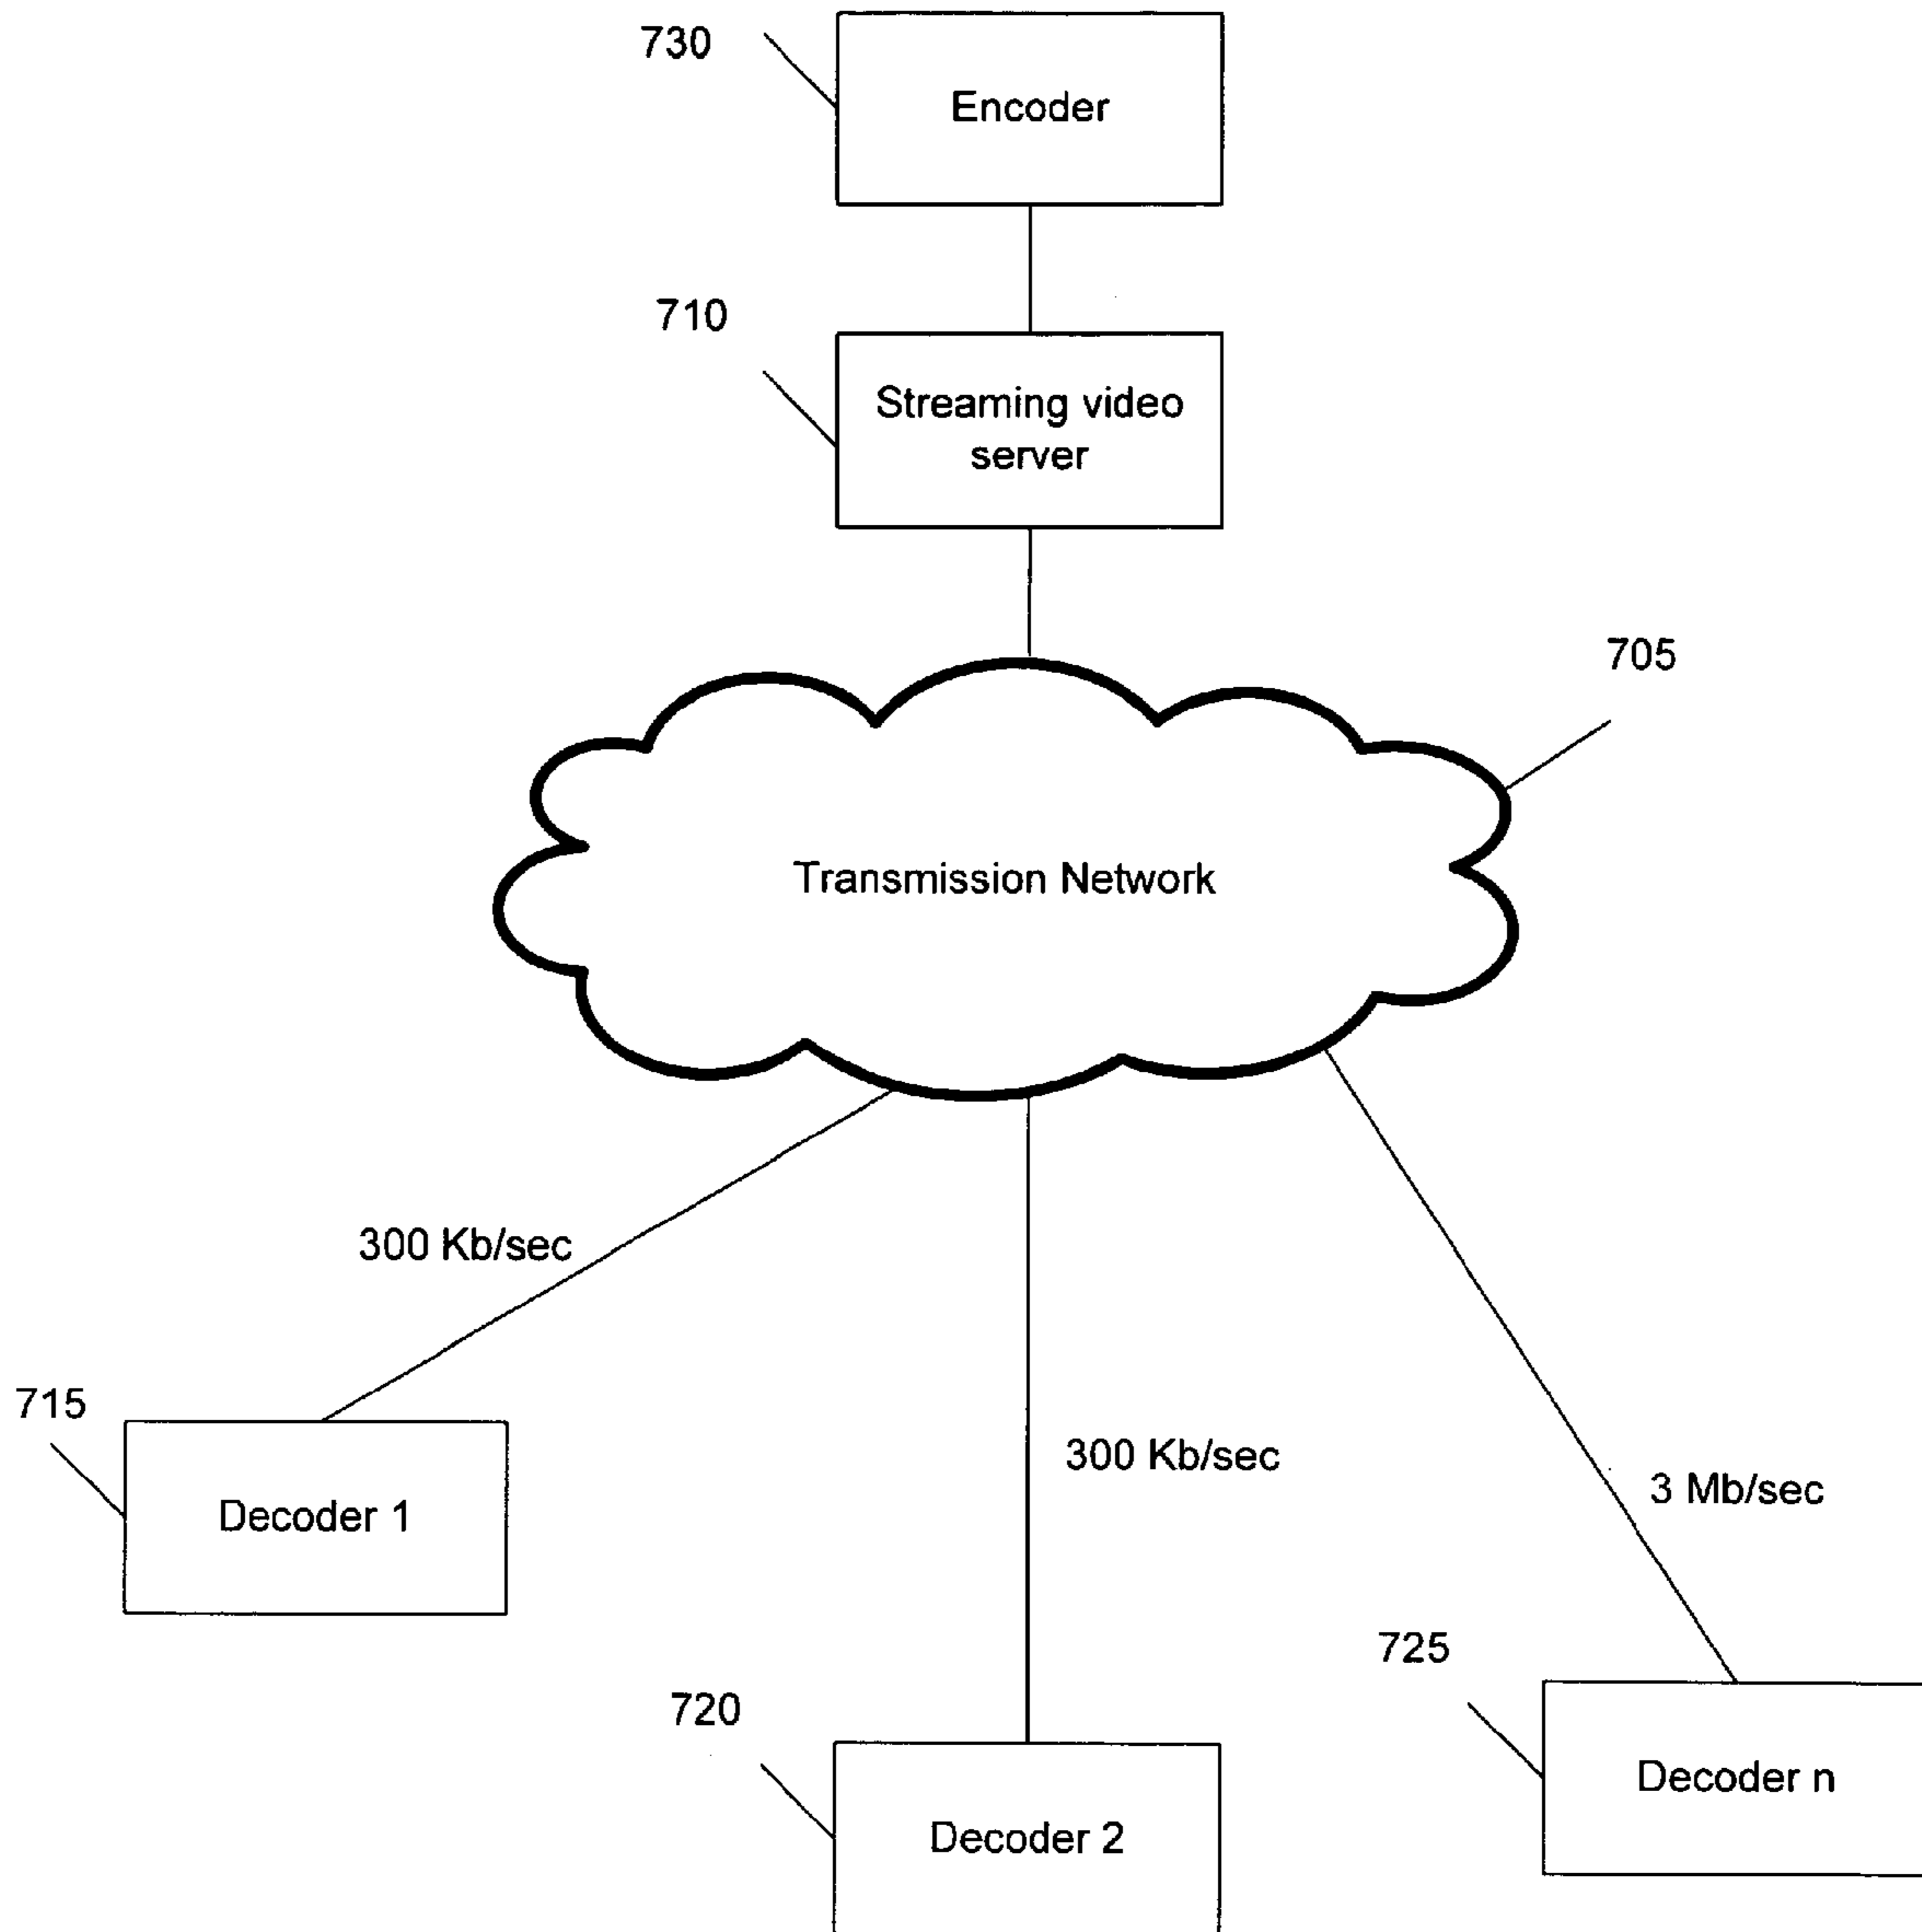 730
Encoder
710
Streaming video
server
705
Transmission Network
300 Kb/sec
715
Decoder 1
300 Kb/sec
3 Mb/sec
725
Decoder n
720
Decoder 2